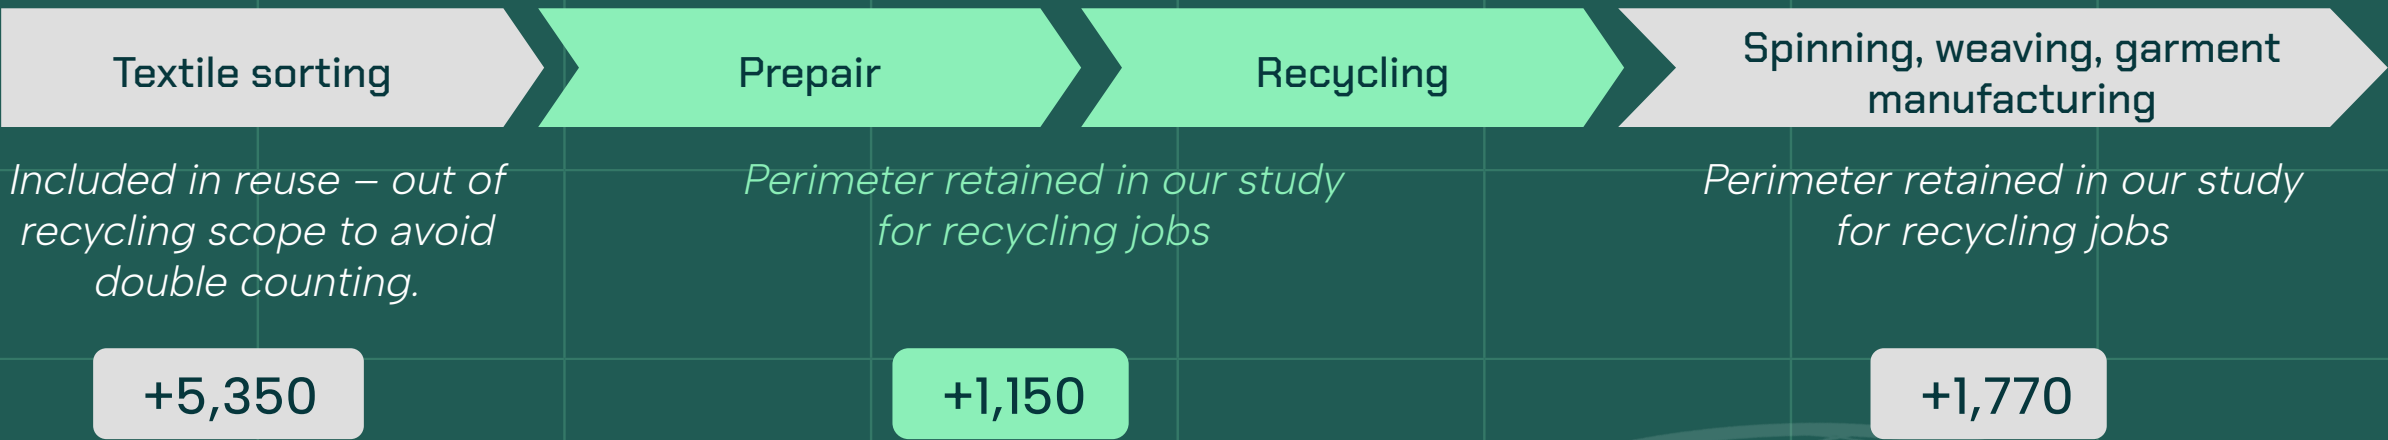 Textile sorting
Prepair
Recycling
Spinning, weaving, garment
manufacturing
Included in reuse – out of
recycling scope to avoid
double counting.
Perimeter retained in our study
for recycling jobs
Perimeter retained in our study
for recycling jobs
+5,350
+1,150
+1,770